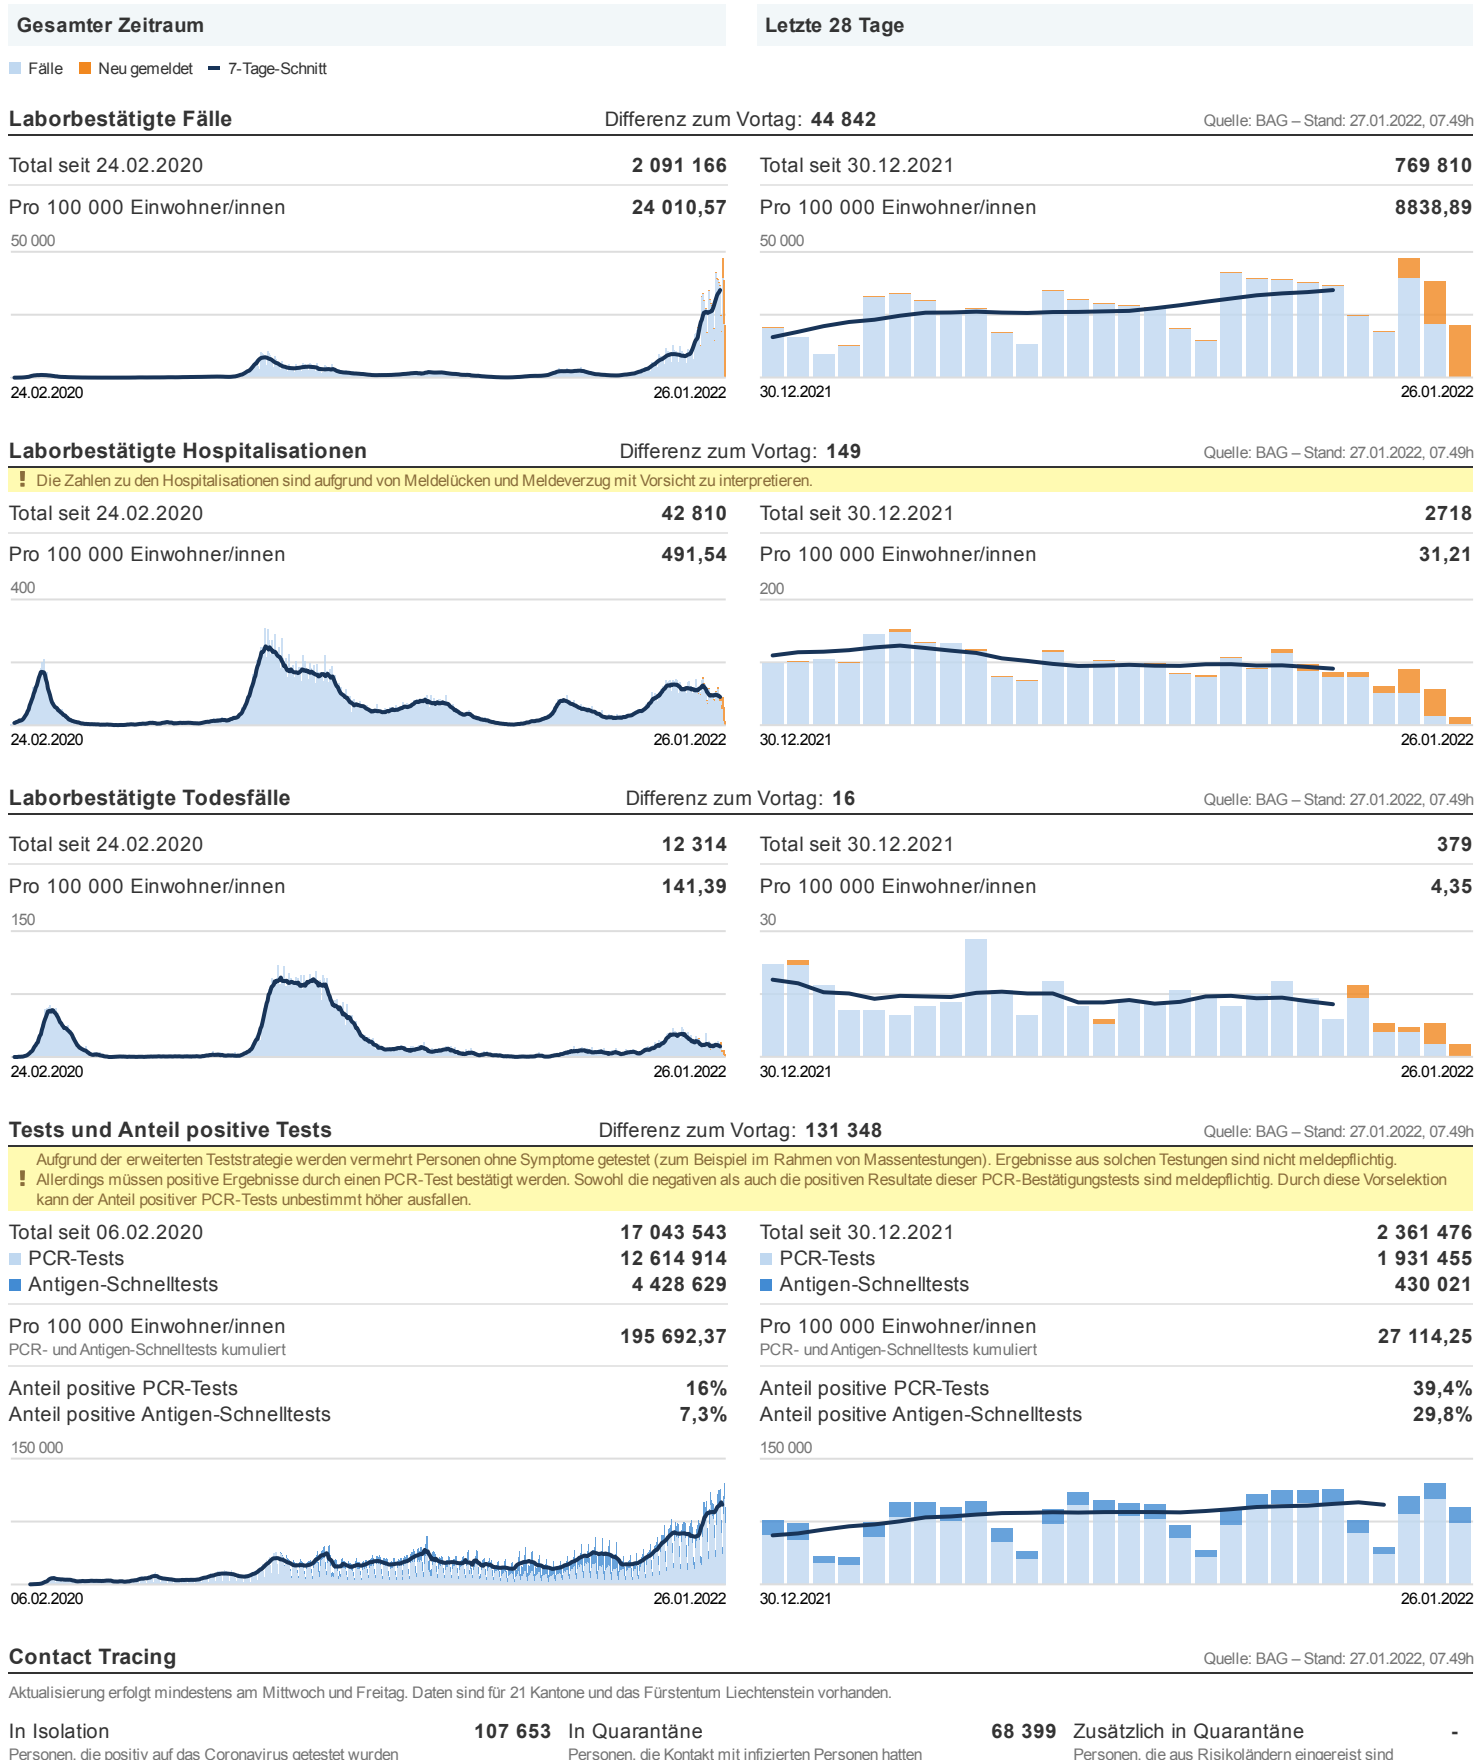 Gesamter Zeitraum
Letzte 28 Tage
Fälle Neu gemeldet 7-Tage-Schnitt
Laborbestätigte Fälle Differenz zum Vortag: 44 842 Quelle: BAG – Stand: 27.01.2022, 07.49h
Total seit 24.02.2020 2 091 166 Total seit 30.12.2021 769 810
Pro 100 000 Einwohner/innen 24 010,57 Pro 100 000 Einwohner/innen 8838,89
50 000 50 000
24.02.2020 26.01.2022 30.12.2021 26.01.2022
Laborbestätigte Hospitalisationen Differenz zum Vortag: 149 Quelle: BAG – Stand: 27.01.2022, 07.49h
! Die Zahlen zu den Hospitalisationen sind aufgrund von Meldelücken und Meldeverzug mit Vorsicht zu interpretieren.
Total seit 24.02.2020 42 810 Total seit 30.12.2021 2718
Pro 100 000 Einwohner/innen 491,54 Pro 100 000 Einwohner/innen 31,21
400 200
24.02.2020 26.01.2022 30.12.2021 26.01.2022
Laborbestätigte Todesfälle Differenz zum Vortag: 16 Quelle: BAG – Stand: 27.01.2022, 07.49h
Total seit 24.02.2020 12 314 Total seit 30.12.2021 379
Pro 100 000 Einwohner/innen 141,39 Pro 100 000 Einwohner/innen 4,35
150 30
24.02.2020 26.01.2022 30.12.2021 26.01.2022
Tests und Anteil positive Tests Differenz zum Vortag: 131 348 Quelle: BAG – Stand: 27.01.2022, 07.49h
Aufgrund der erweiterten Teststrategie werden vermehrt Personen ohne Symptome getestet (zum Beispiel im Rahmen von Massentestungen). Ergebnisse aus solchen Testungen sind nicht meldepflichtig.
! Allerdings müssen positive Ergebnisse durch einen PCR-Test bestätigt werden. Sowohl die negativen als auch die positiven Resultate dieser PCR-Bestätigungstests sind meldepflichtig. Durch diese Vorselektion
kann der Anteil positiver PCR-Tests unbestimmt höher ausfallen.
Total seit 06.02.2020 17 043 543 Total seit 30.12.2021 2 361 476
PCR-Tests 12 614 914 PCR-Tests 1 931 455
Antigen-Schnelltests 4 428 629 Antigen-Schnelltests 430 021
Pro 100 000 Einwohner/innen 195 692,37 Pro 100 000 Einwohner/innen 27 114,25
PCR- und Antigen-Schnelltests kumuliert PCR- und Antigen-Schnelltests kumuliert
Anteil positive PCR-Tests 16% Anteil positive PCR-Tests 39,4%
Anteil positive Antigen-Schnelltests 7,3% Anteil positive Antigen-Schnelltests 29,8%
150 000 150 000
06.02.2020 26.01.2022 30.12.2021 26.01.2022
Contact Tracing Quelle: BAG – Stand: 27.01.2022, 07.49h
Aktualisierung erfolgt mindestens am Mittwoch und Freitag. Daten sind für 21 Kantone und das Fürstentum Liechtenstein vorhanden.
In Isolation 107 653 In Quarantäne 68 399 Zusätzlich in Quarantäne -
Personen, die positiv auf das Coronavirus getestet wurden Personen, die Kontakt mit infizierten Personen hatten Personen, die aus Risikoländern eingereist sind